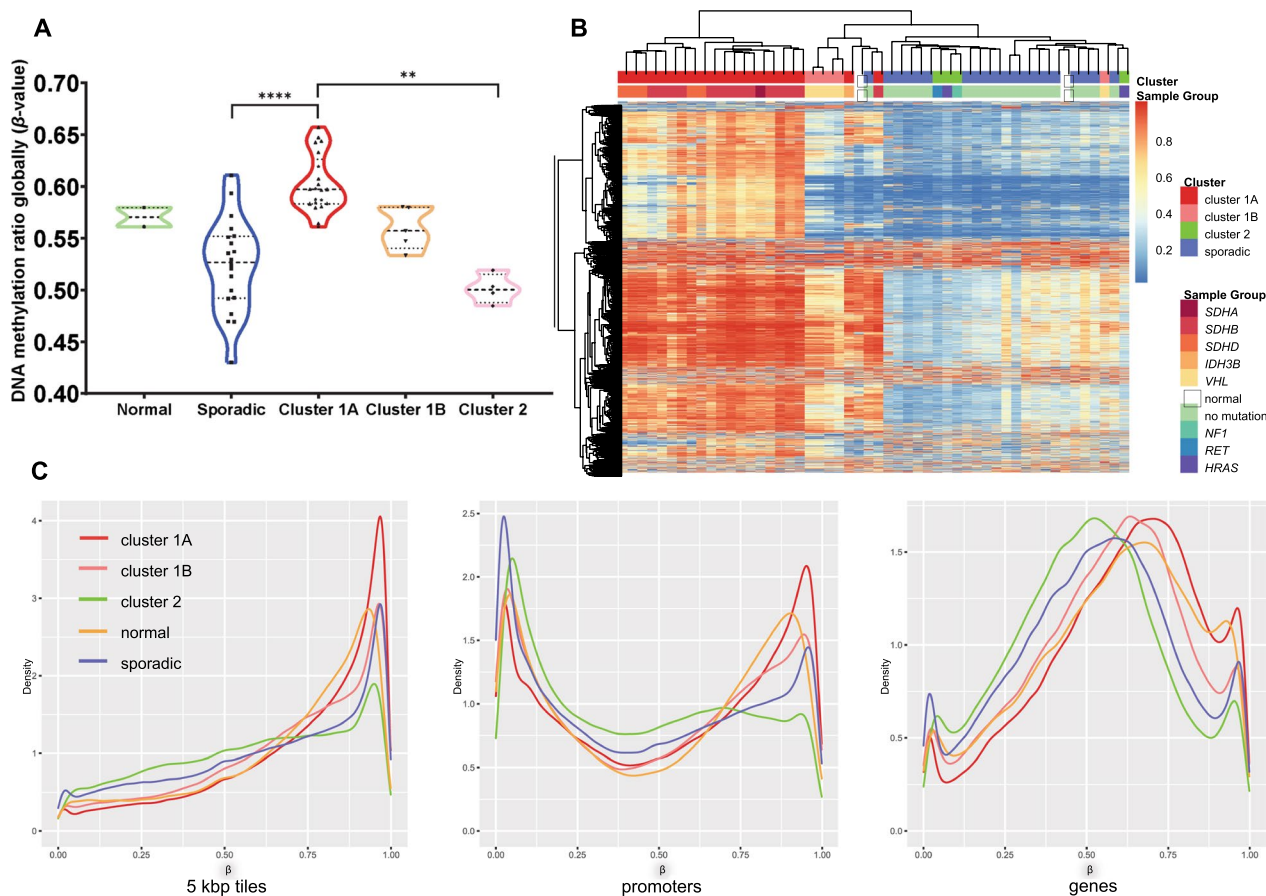 A
DNA methylation ratio globally (β-value)
0.70
0.65
0.60
0.55
0.50
0.45
0.40
****
**
Normal Sporadic Cluster 1A Cluster 1B Cluster 2
B
Cluster
Sample Group
0.8
0.6
0.4
0.2
Cluster
cluster 1A
cluster 1B
cluster 2
sporadic
Sample Group
SDHA
SDHB
SDHD
IDH3B
VHL
normal
no mutation
NF1
RET
HRAS
C
Density
4
3
2
1
0
cluster 1A
cluster 1B
cluster 2
normal
sporadic
0.00 0.25 0.50 0.75 1.00
β
5 kbp tiles
Density
2.5
2.0
1.5
1.0
0.5
0.0
0.00 0.25 0.50 0.75 1.00
β
promoters
Density
1.5
1.0
0.5
0.0
0.00 0.25 0.50 0.75 1.00
β
genes